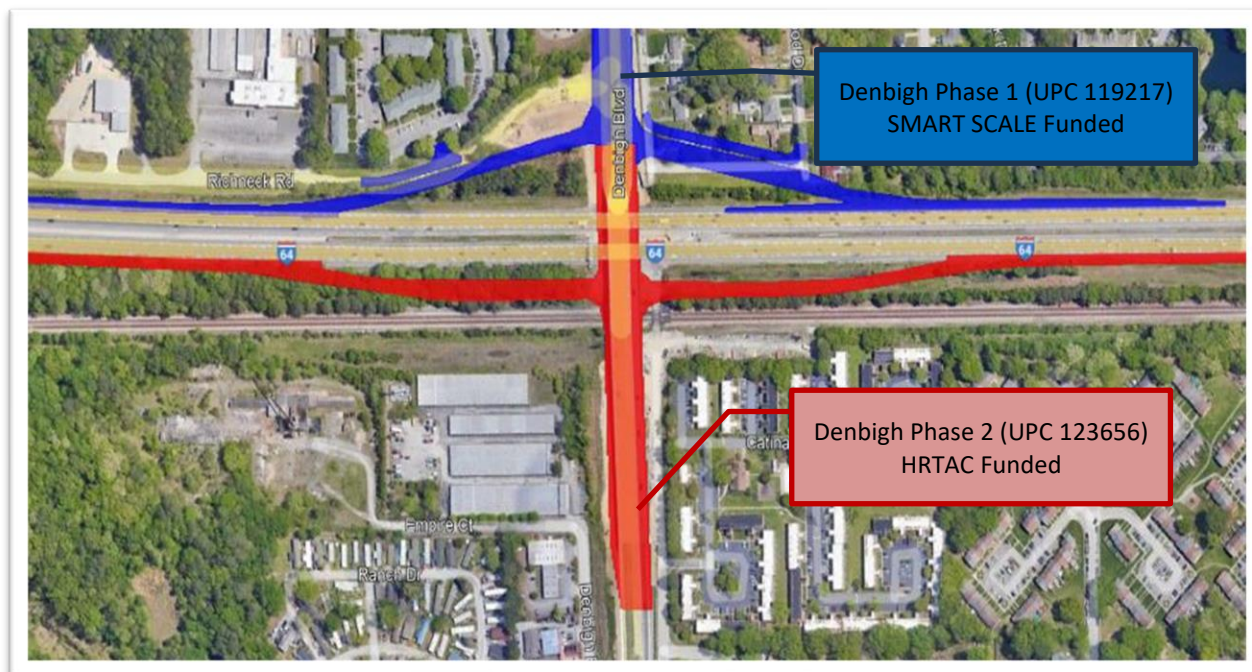 Denbigh Phase 1 (UPC 119217)
SMART SCALE Funded
Denbigh Blvd
Richneck Rd
64
64
64
Denbigh Phase 2 (UPC 123656)
HRTAC Funded
Catina
Empire Ct
Ranch Dr